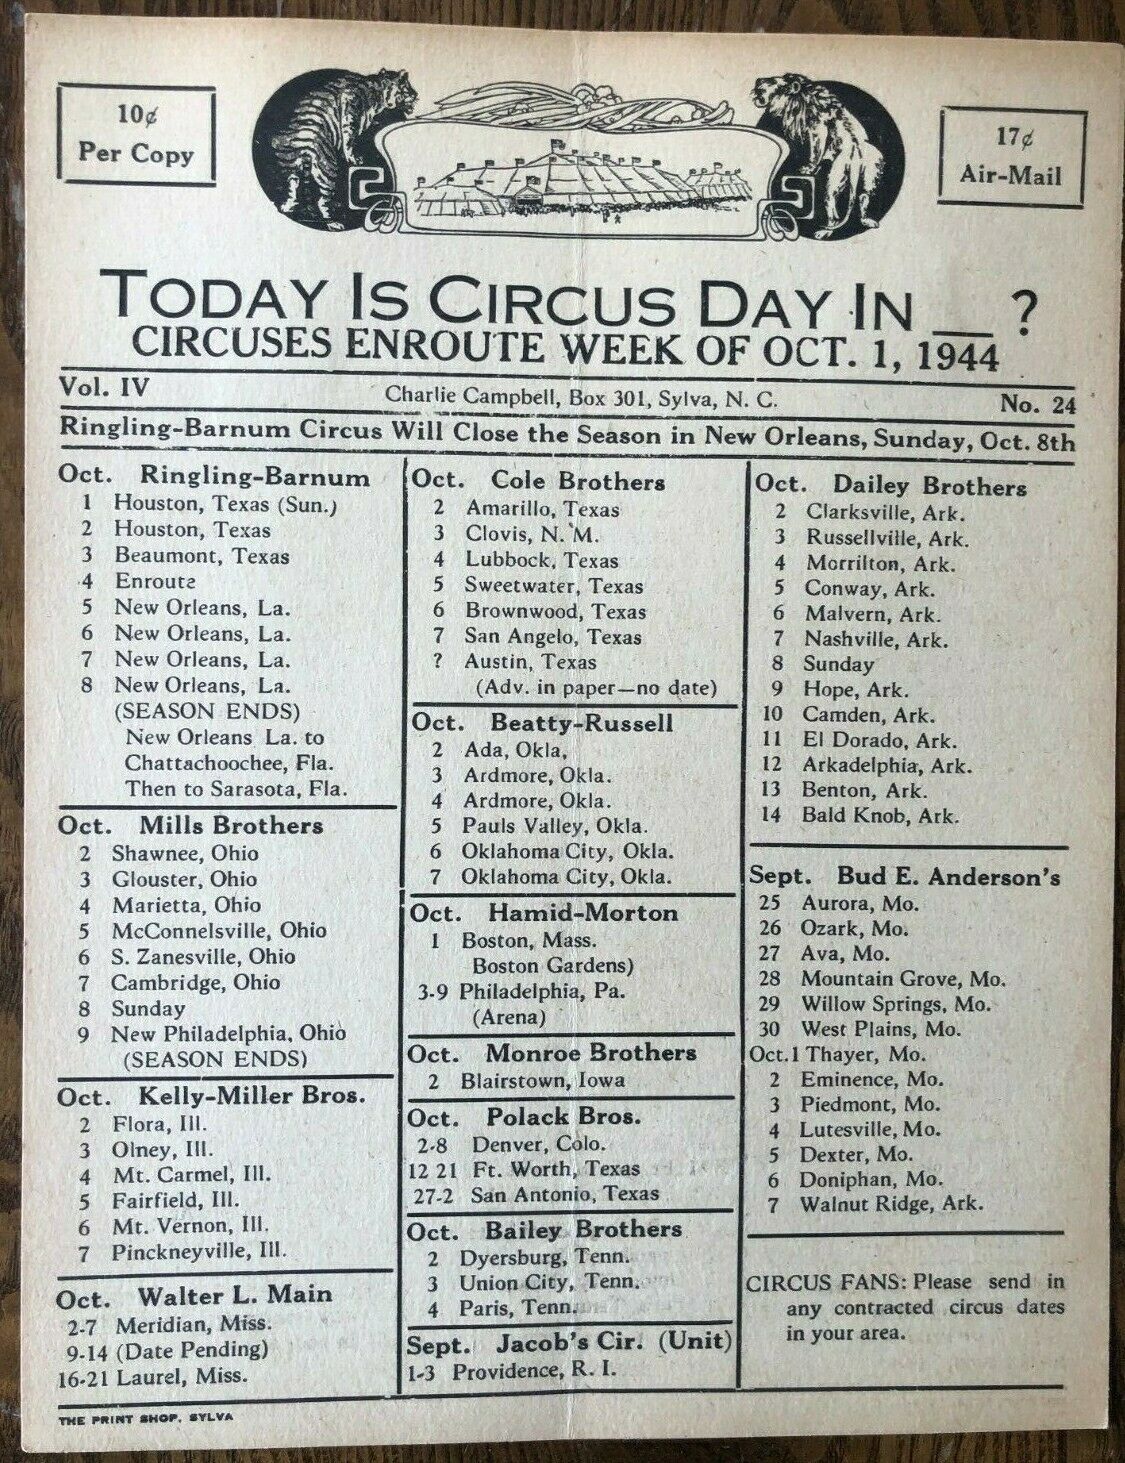 10¢
Per Copy
17¢
Air-Mail
TODAY IS CIRCUS DAY IN __ ?
CIRCUSES ENROUTE WEEK OF OCT. 1, 1944
Vol. IV
Charlie Campbell, Box 301, Sylva, N. C.
No. 24
Ringling-Barnum Circus Will Close the Season in New Orleans, Sunday, Oct. 8th
Oct. Ringling-Barnum
1 Houston, Texas (Sun.)
2 Houston, Texas
3 Beaumont, Texas
4 Enroute
5 New Orleans, La.
6 New Orleans, La.
7 New Orleans, La.
8 New Orleans, La.
(SEASON ENDS)
New Orleans La. to
Chattachoochee, Fla.
Then to Sarasota, Fla.
Oct. Mills Brothers
2 Shawnee, Ohio
3 Glouster, Ohio
4 Marietta, Ohio
5 McConnelsville, Ohio
6 S. Zanesville, Ohio
7 Cambridge, Ohio
8 Sunday
9 New Philadelphia, Ohio
(SEASON ENDS)
Oct. Kelly-Miller Bros.
2 Flora, Ill.
3 Olney, Ill.
4 Mt. Carmel, Ill.
5 Fairfield, Ill.
6 Mt. Vernon, Ill.
7 Pinckneyville, Ill.
Oct. Walter L. Main
2-7 Meridian, Miss.
9-14 (Date Pending)
16-21 Laurel, Miss.
Oct. Cole Brothers
2 Amarillo, Texas
3 Clovis, N. M.
4 Lubbock, Texas
5 Sweetwater, Texas
6 Brownwood, Texas
7 San Angelo, Texas
? Austin, Texas
(Adv. in paper—no date)
Oct. Beatty-Russell
2 Ada, Okla,
3 Ardmore, Okla.
4 Ardmore, Okla.
5 Pauls Valley, Okla.
6 Oklahoma City, Okla.
7 Oklahoma City, Okla.
Oct. Hamid-Morton
1 Boston, Mass.
Boston Gardens)
3-9 Philadelphia, Pa.
(Arena)
Oct. Monroe Brothers
2 Blairstown, Iowa
Oct. Polack Bros.
2-8 Denver, Colo.
12 21 Ft. Worth, Texas
27-2 San Antonio, Texas
Oct. Bailey Brothers
2 Dyersburg, Tenn.
3 Union City, Tenn.
4 Paris, Tenn.
Sept. Jacob's Cir. (Unit)
1-3 Providence, R. I.
Oct. Dailey Brothers
2 Clarksville, Ark.
3 Russellville, Ark.
4 Morrilton, Ark.
5 Conway, Ark.
6 Malvern, Ark.
7 Nashville, Ark.
8 Sunday
9 Hope, Ark.
10 Camden, Ark.
11 El Dorado, Ark.
12 Arkadelphia, Ark.
13 Benton, Ark.
14 Bald Knob, Ark.
Sept. Bud E. Anderson's
25 Aurora, Mo.
26 Ozark, Mo.
27 Ava, Mo.
28 Mountain Grove, Mo.
29 Willow Springs, Mo.
30 West Plains, Mo.
Oct.1 Thayer, Mo.
2 Eminence, Mo.
3 Piedmont, Mo.
4 Lutesville, Mo.
5 Dexter, Mo.
6 Doniphan, Mo.
7 Walnut Ridge, Ark.
CIRCUS FANS: Please send in
any contracted circus dates
in your area.
THE PRINT SHOP, SYLVA